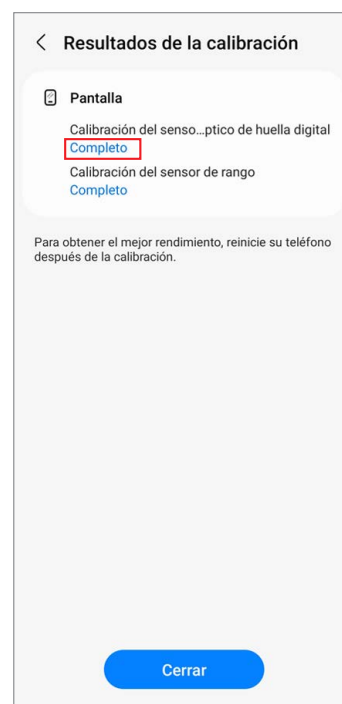 Resultados de la calibración
Pantalla
Calibración del senso...ptico de huella digital
Completo
Calibración del sensor de rango
Completo
Para obtener el mejor rendimiento, reinicie su teléfono
después de la calibración.
Cerrar